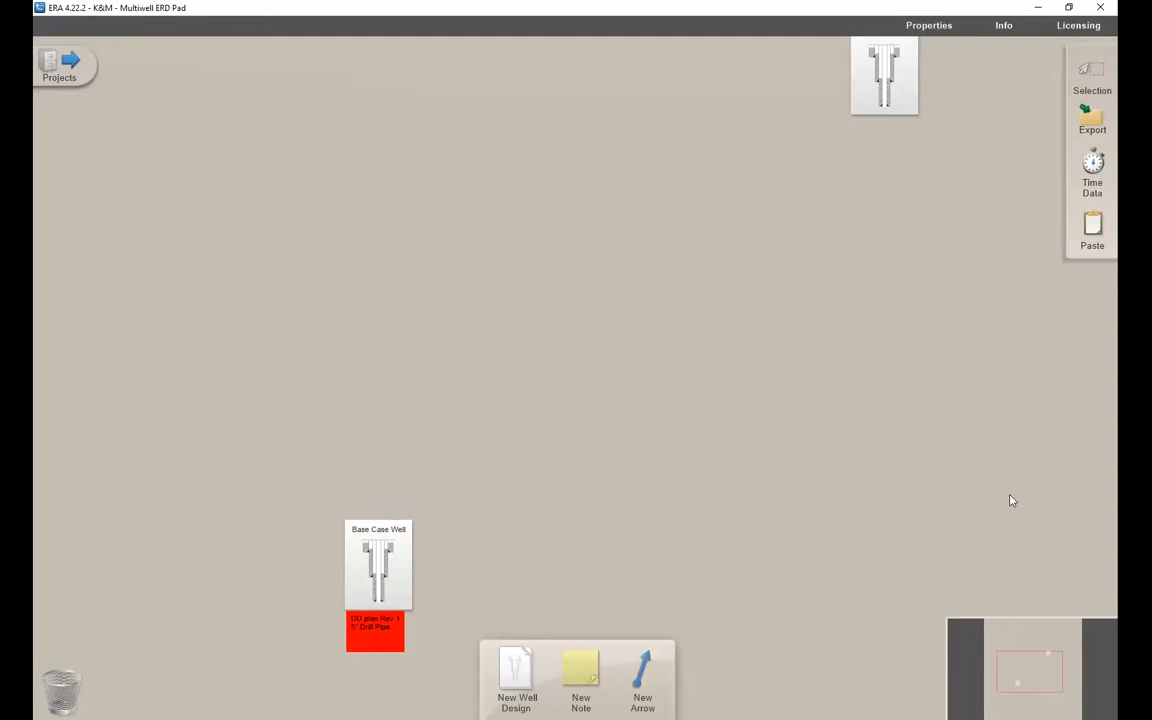 ERA 4.22.2 - K&M - Multiwell ERD Pad
Properties
Info
Licensing
Projects
Selection
Export
Time
Data
Paste
Base Case Well
DD plan Rev 1
5" Drill Pipe
New Well
Design
New
Note
New
Arrow